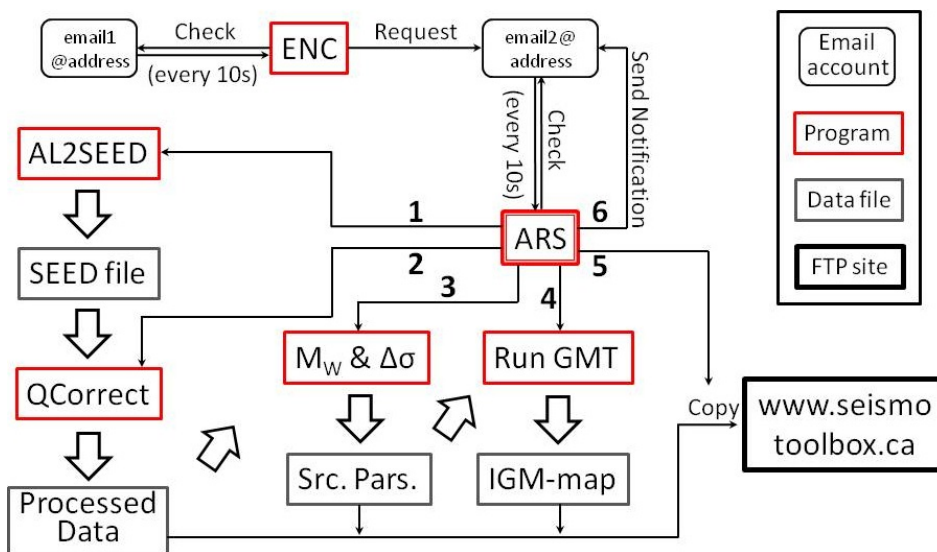 email1
@address
Check
(every 10s)
ENC
Request
email2@
address
Send Notification
(every 10s)
Check
Email
account
Program
Data file
FTP site
AL2SEED
1
6
ARS
2
5
SEED file
3
4
QCorrect
M_W & Δσ
Run GMT
Copy
www.seismo
toolbox.ca
Processed
Data
Src. Pars.
IGM-map